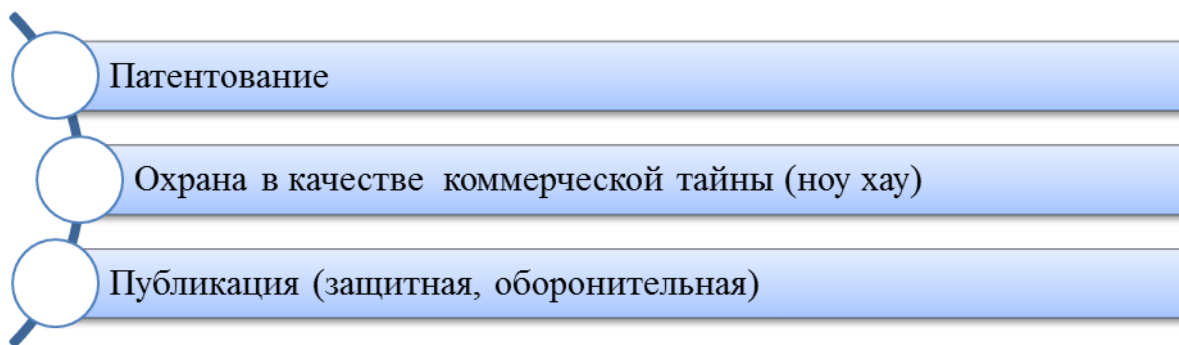 Патентование
Охрана в качестве коммерческой тайны (ноу хау)
Публикация (защитная, оборонительная)